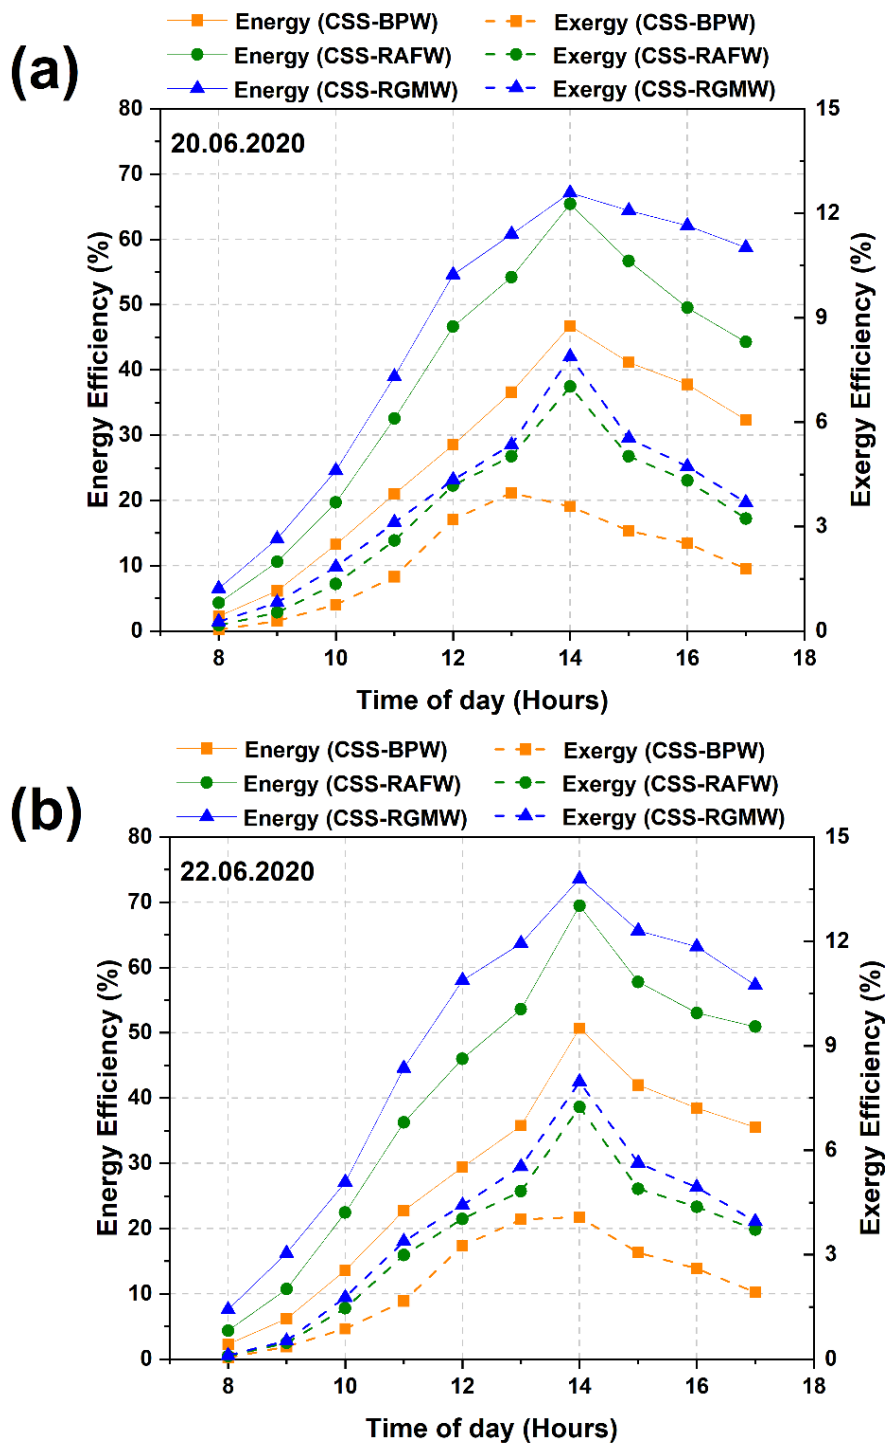 Energy (CSS-BPW) Exergy (CSS-BPW)
Energy (CSS-RAFW) Exergy (CSS-RAFW)
Energy (CSS-RGMW) Exergy (CSS-RGMW)
(a)
20.06.2020
80
70
60
50
40
30
20
10
0
Energy Efficiency (%)
15
12
9
6
3
0
Exergy Efficiency (%)
8 10 12 14 16 18
Time of day (Hours)
Energy (CSS-BPW) Exergy (CSS-BPW)
Energy (CSS-RAFW) Exergy (CSS-RAFW)
Energy (CSS-RGMW) Exergy (CSS-RGMW)
(b)
22.06.2020
80
70
60
50
40
30
20
10
0
Energy Efficiency (%)
15
12
9
6
3
0
Exergy Efficiency (%)
8 10 12 14 16 18
Time of day (Hours)